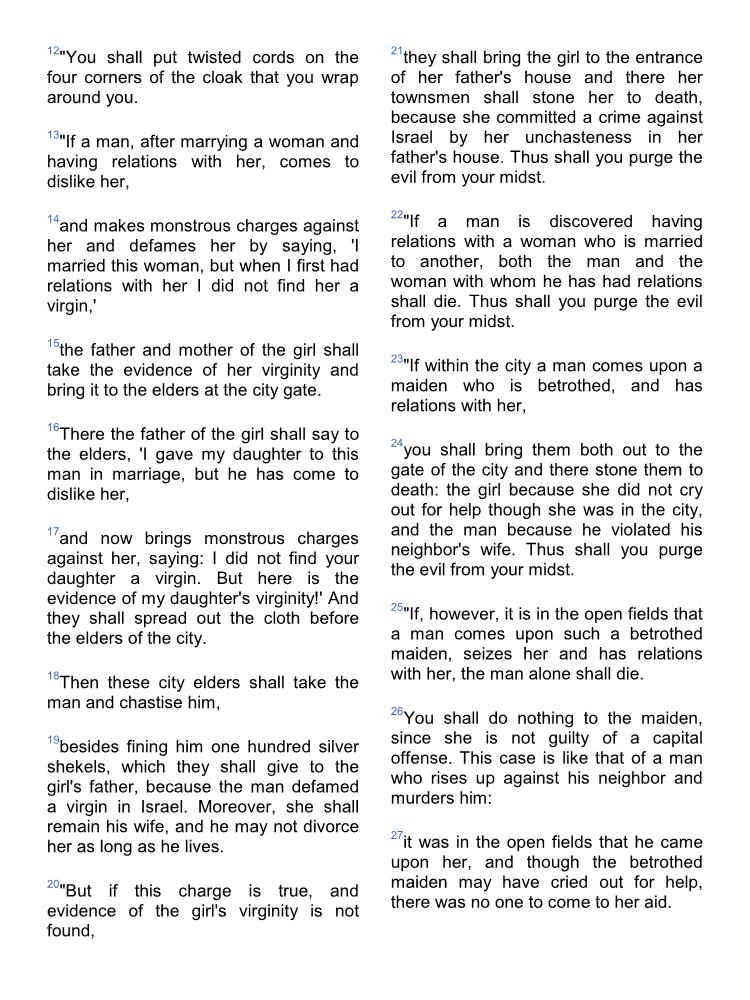 12"You shall put twisted cords on the
four corners of the cloak that you wrap
around you.
13"If a man, after marrying a woman and
having relations with her, comes to
dislike her,
14and makes monstrous charges against
her and defames her by saying, 'I
married this woman, but when I first had
relations with her I did not find her a
virgin,'
15the father and mother of the girl shall
take the evidence of her virginity and
bring it to the elders at the city gate.
16There the father of the girl shall say to
the elders, 'I gave my daughter to this
man in marriage, but he has come to
dislike her,
17and now brings monstrous charges
against her, saying: I did not find your
daughter a virgin. But here is the
evidence of my daughter's virginity!' And
they shall spread out the cloth before
the elders of the city.
18Then these city elders shall take the
man and chastise him,
19besides fining him one hundred silver
shekels, which they shall give to the
girl's father, because the man defamed
a virgin in Israel. Moreover, she shall
remain his wife, and he may not divorce
her as long as he lives.
20"But if this charge is true, and
evidence of the girl's virginity is not
found,
21they shall bring the girl to the entrance
of her father's house and there her
townsmen shall stone her to death,
because she committed a crime against
Israel by her unchasteness in her
father's house. Thus shall you purge the
evil from your midst.
22"If a man is discovered having
relations with a woman who is married
to another, both the man and the
woman with whom he has had relations
shall die. Thus shall you purge the evil
from your midst.
23"If within the city a man comes upon a
maiden who is betrothed, and has
relations with her,
24you shall bring them both out to the
gate of the city and there stone them to
death: the girl because she did not cry
out for help though she was in the city,
and the man because he violated his
neighbor's wife. Thus shall you purge
the evil from your midst.
25"If, however, it is in the open fields that
a man comes upon such a betrothed
maiden, seizes her and has relations
with her, the man alone shall die.
26You shall do nothing to the maiden,
since she is not guilty of a capital
offense. This case is like that of a man
who rises up against his neighbor and
murders him:
27it was in the open fields that he came
upon her, and though the betrothed
maiden may have cried out for help,
there was no one to come to her aid.